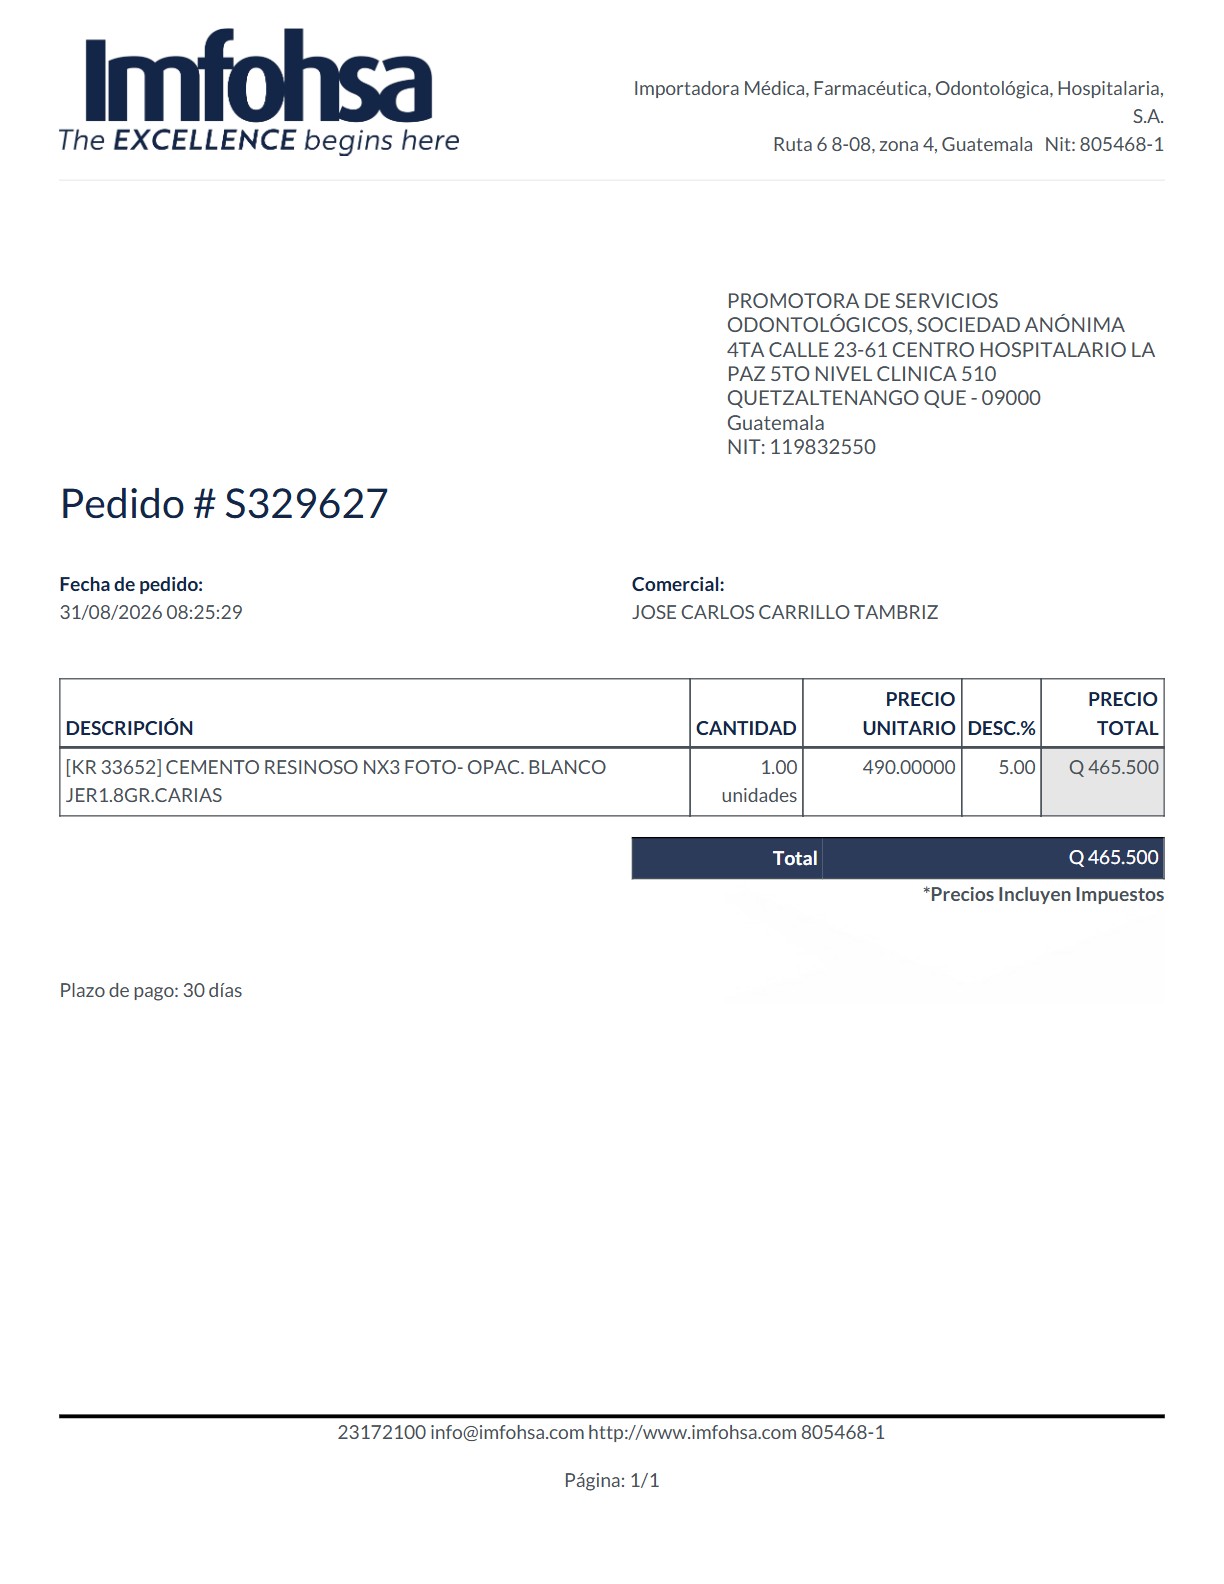 Imfohsa
The EXCELLENCE begins here
Importadora Médica, Farmacéutica, Odontológica, Hospitalaria,
S.A.
Ruta 6 8-08, zona 4, Guatemala   Nit: 805468-1
PROMOTORA DE SERVICIOS
ODONTOLÓGICOS, SOCIEDAD ANÓNIMA
4TA CALLE 23-61 CENTRO HOSPITALARIO LA
PAZ 5TO NIVEL CLINICA 510
QUETZALTENANGO QUE - 09000
Guatemala
NIT: 119832550
Pedido # S329627
Fecha de pedido:
31/08/2026 08:25:29
Comercial:
JOSE CARLOS CARRILLO TAMBRIZ
DESCRIPCIÓN CANTIDAD PRECIO UNITARIO DESC.% PRECIO TOTAL
[KR 33652] CEMENTO RESINOSO NX3 FOTO- OPAC. BLANCO 1.00 490.00000 5.00 Q 465.500
JER1.8GR.CARIAS unidades
Total Q 465.500
*Precios Incluyen Impuestos
Plazo de pago: 30 días
23172100 info@imfohsa.com http://www.imfohsa.com 805468-1
Página: 1/1